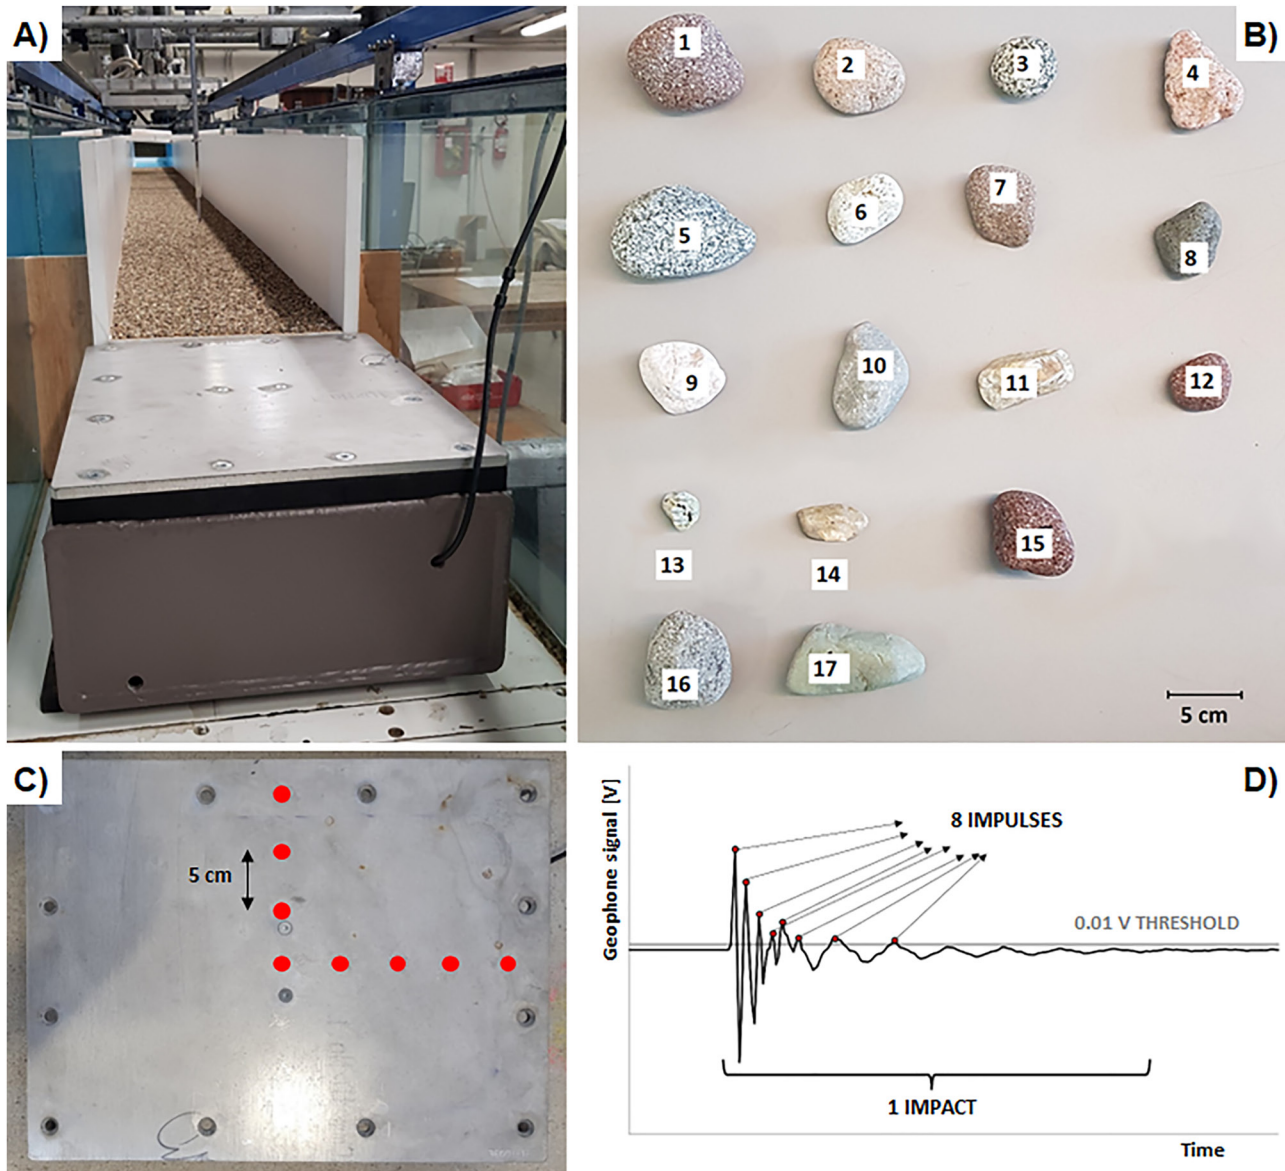 A)
B)
1
2
3
4
5
6
7
8
9
10
11
12
13
14
15
16
17
5 cm
C)
5 cm
D)
Geophone signal [V]
8 IMPULSES
0.01 V THRESHOLD
1 IMPACT
Time